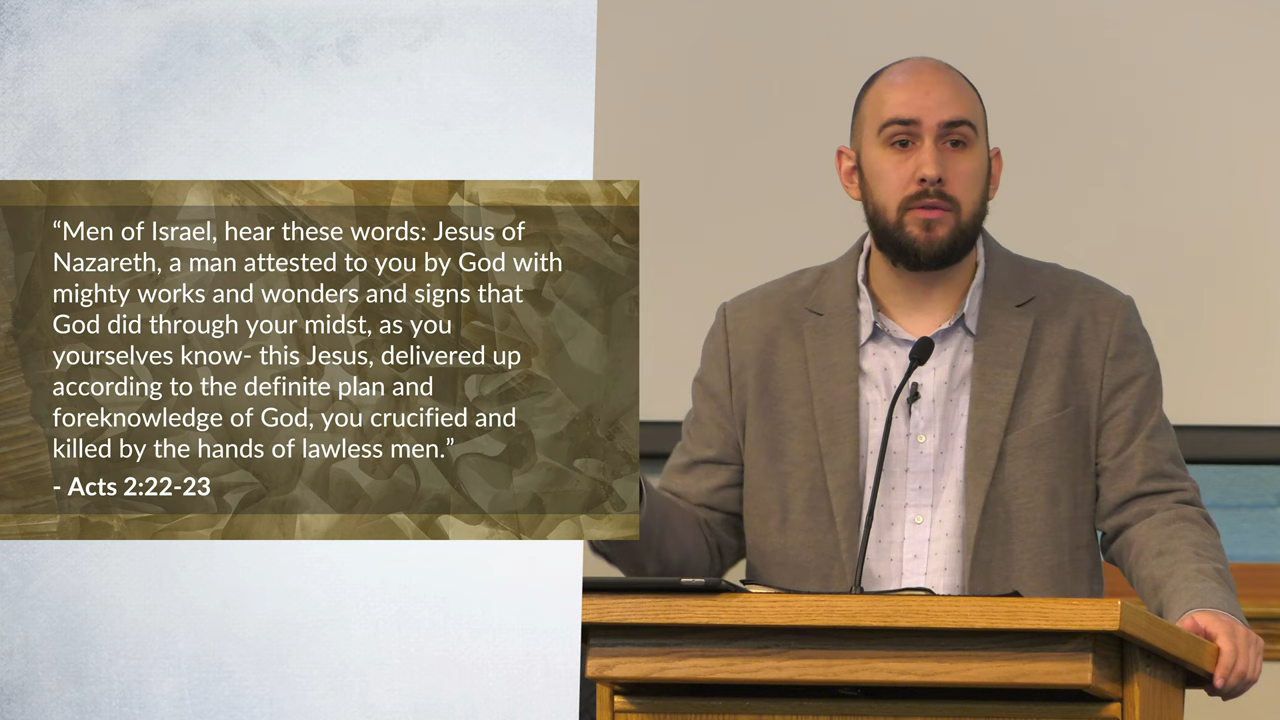 “Men of Israel, hear these words: Jesus of
Nazareth, a man attested to you by God with
mighty works and wonders and signs that
God did through your midst, as you
yourselves know- this Jesus, delivered up
according to the definite plan and
foreknowledge of God, you crucified and
killed by the hands of lawless men.”
- Acts 2:22-23